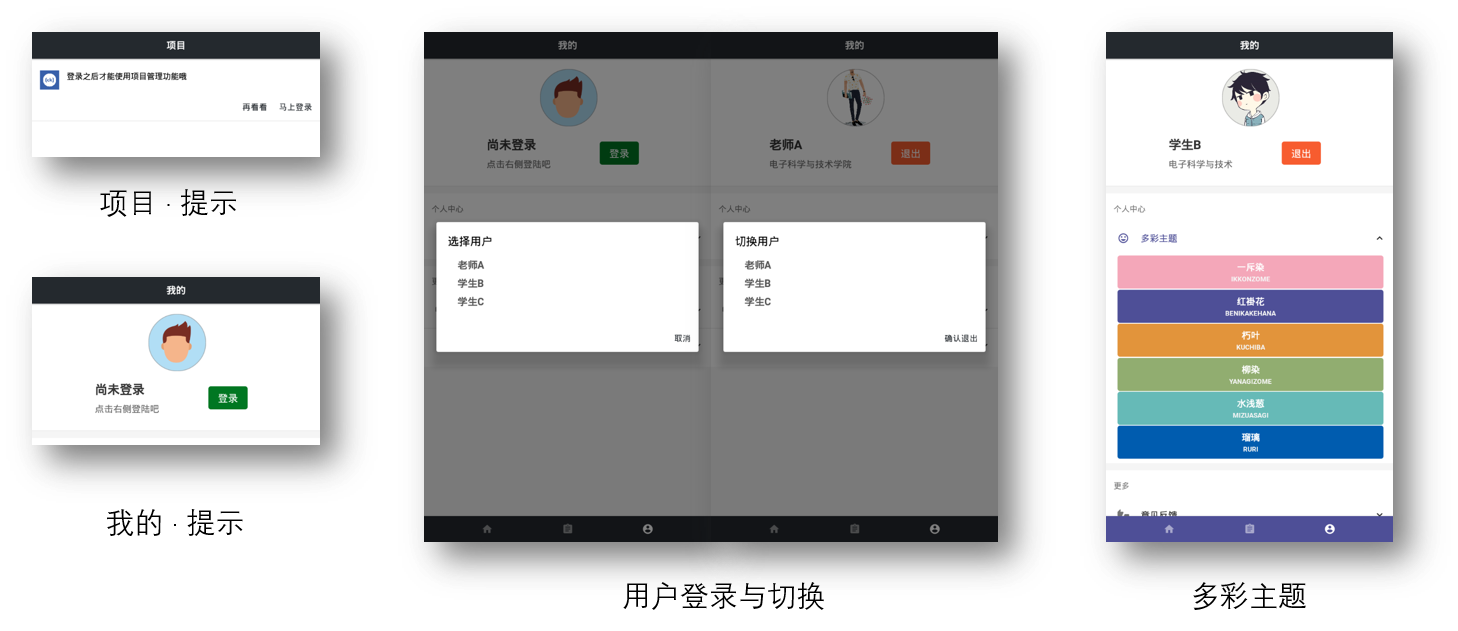 项目
登录之后才能使用项目管理功能哦
再看看 马上登录
项目 · 提示
我的
尚未登录
点击右侧登陆吧
登录
我的 · 提示
我的
尚未登录
点击右侧登陆吧
登录
个人中心
选择用户
老师A
学生B
学生C
取消
我的
老师A
电子科学与技术学院
退出
个人中心
切换用户
老师A
学生B
学生C
确认退出
用户登录与切换
我的
学生B
电子科学与技术
退出
个人中心
多彩主题
一斥染
IKKONZOME
红褂花
BENIKAKEHANA
朽叶
KUCHIBA
柳染
YANAGIZOME
水浅葱
MIZUASAGI
瑠璃
RURI
更多
意见反馈
多彩主题